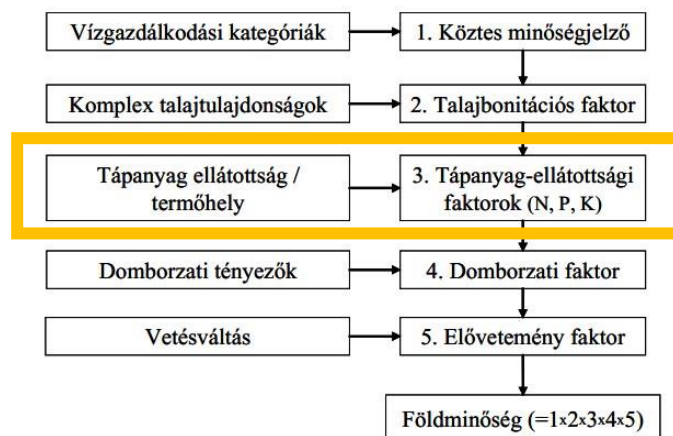 Vízgazdálkodási kategóriák
1. Köztes minőségjelző
Komplex talajtulajdonságok
2. Talajbonitációs faktor
Tápanyag ellátottság /
termőhely
3. Tápanyag-ellátottsági
faktorok (N, P, K)
Domborzati tényezők
4. Domborzati faktor
Vetésváltás
5. Elővetemény faktor
Földminőség (=1x2x3x4x5)